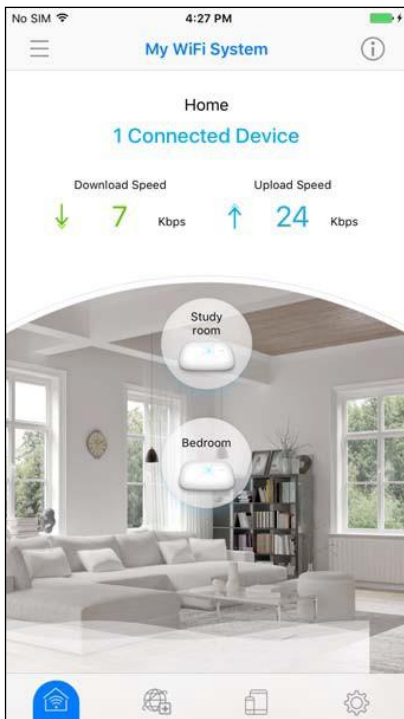 No SIM 4:27 PM
My WiFi System
Home
1 Connected Device
Download Speed Upload Speed
7 Kbps 24 Kbps
Study
room
Bedroom